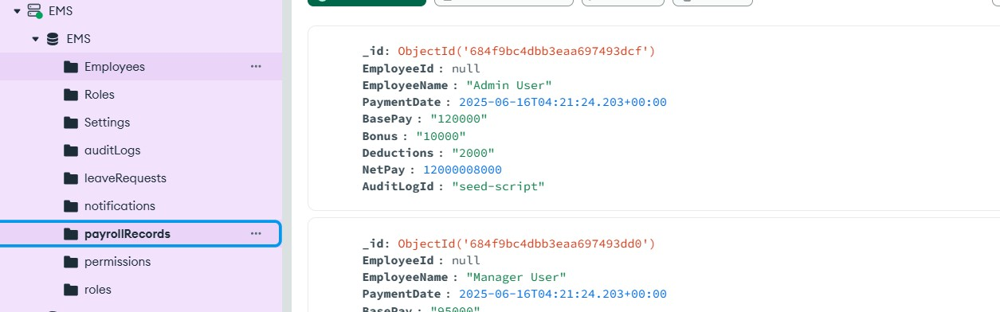 EMS
EMS
Employees
Roles
Settings
auditLogs
leaveRequests
notifications
payrollRecords
permissions
roles
_id: ObjectId('684f9bc4dbb3eaa697493dcf')
EmployeeId : null
EmployeeName : "Admin User"
PaymentDate : 2025-06-16T04:21:24.203+00:00
BasePay : "120000"
Bonus : "10000"
Deductions : "2000"
NetPay : 12000008000
AuditLogId : "seed-script"
_id: ObjectId('684f9bc4dbb3eaa697493dd0')
EmployeeId : null
EmployeeName : "Manager User"
PaymentDate : 2025-06-16T04:21:24.203+00:00
BasePay : "95000"